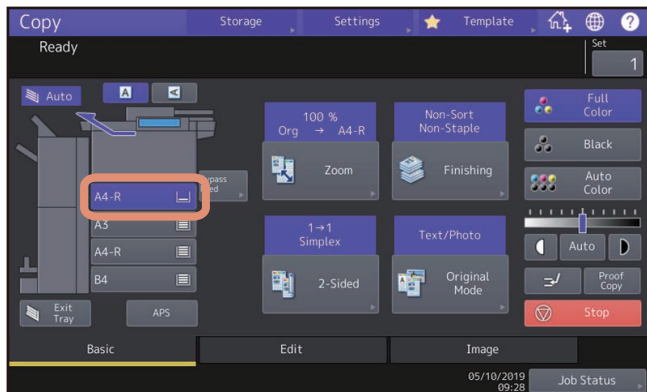 Copy
Storage
Settings
Template
?
Ready
Set
1
Auto
A
A
100 %
Org → A4-R
Non-Sort
Non-Staple
Full
Color
Zoom
Finishing
Black
Auto
Color
A4-R
A3
A4-R
B4
1→1
Simplex
Text/Photo
2-Sided
Original
Mode
Auto
Proof
Copy
Exit
Tray
APS
Stop
Basic
Edit
Image
05/10/2019
09:28
Job Status